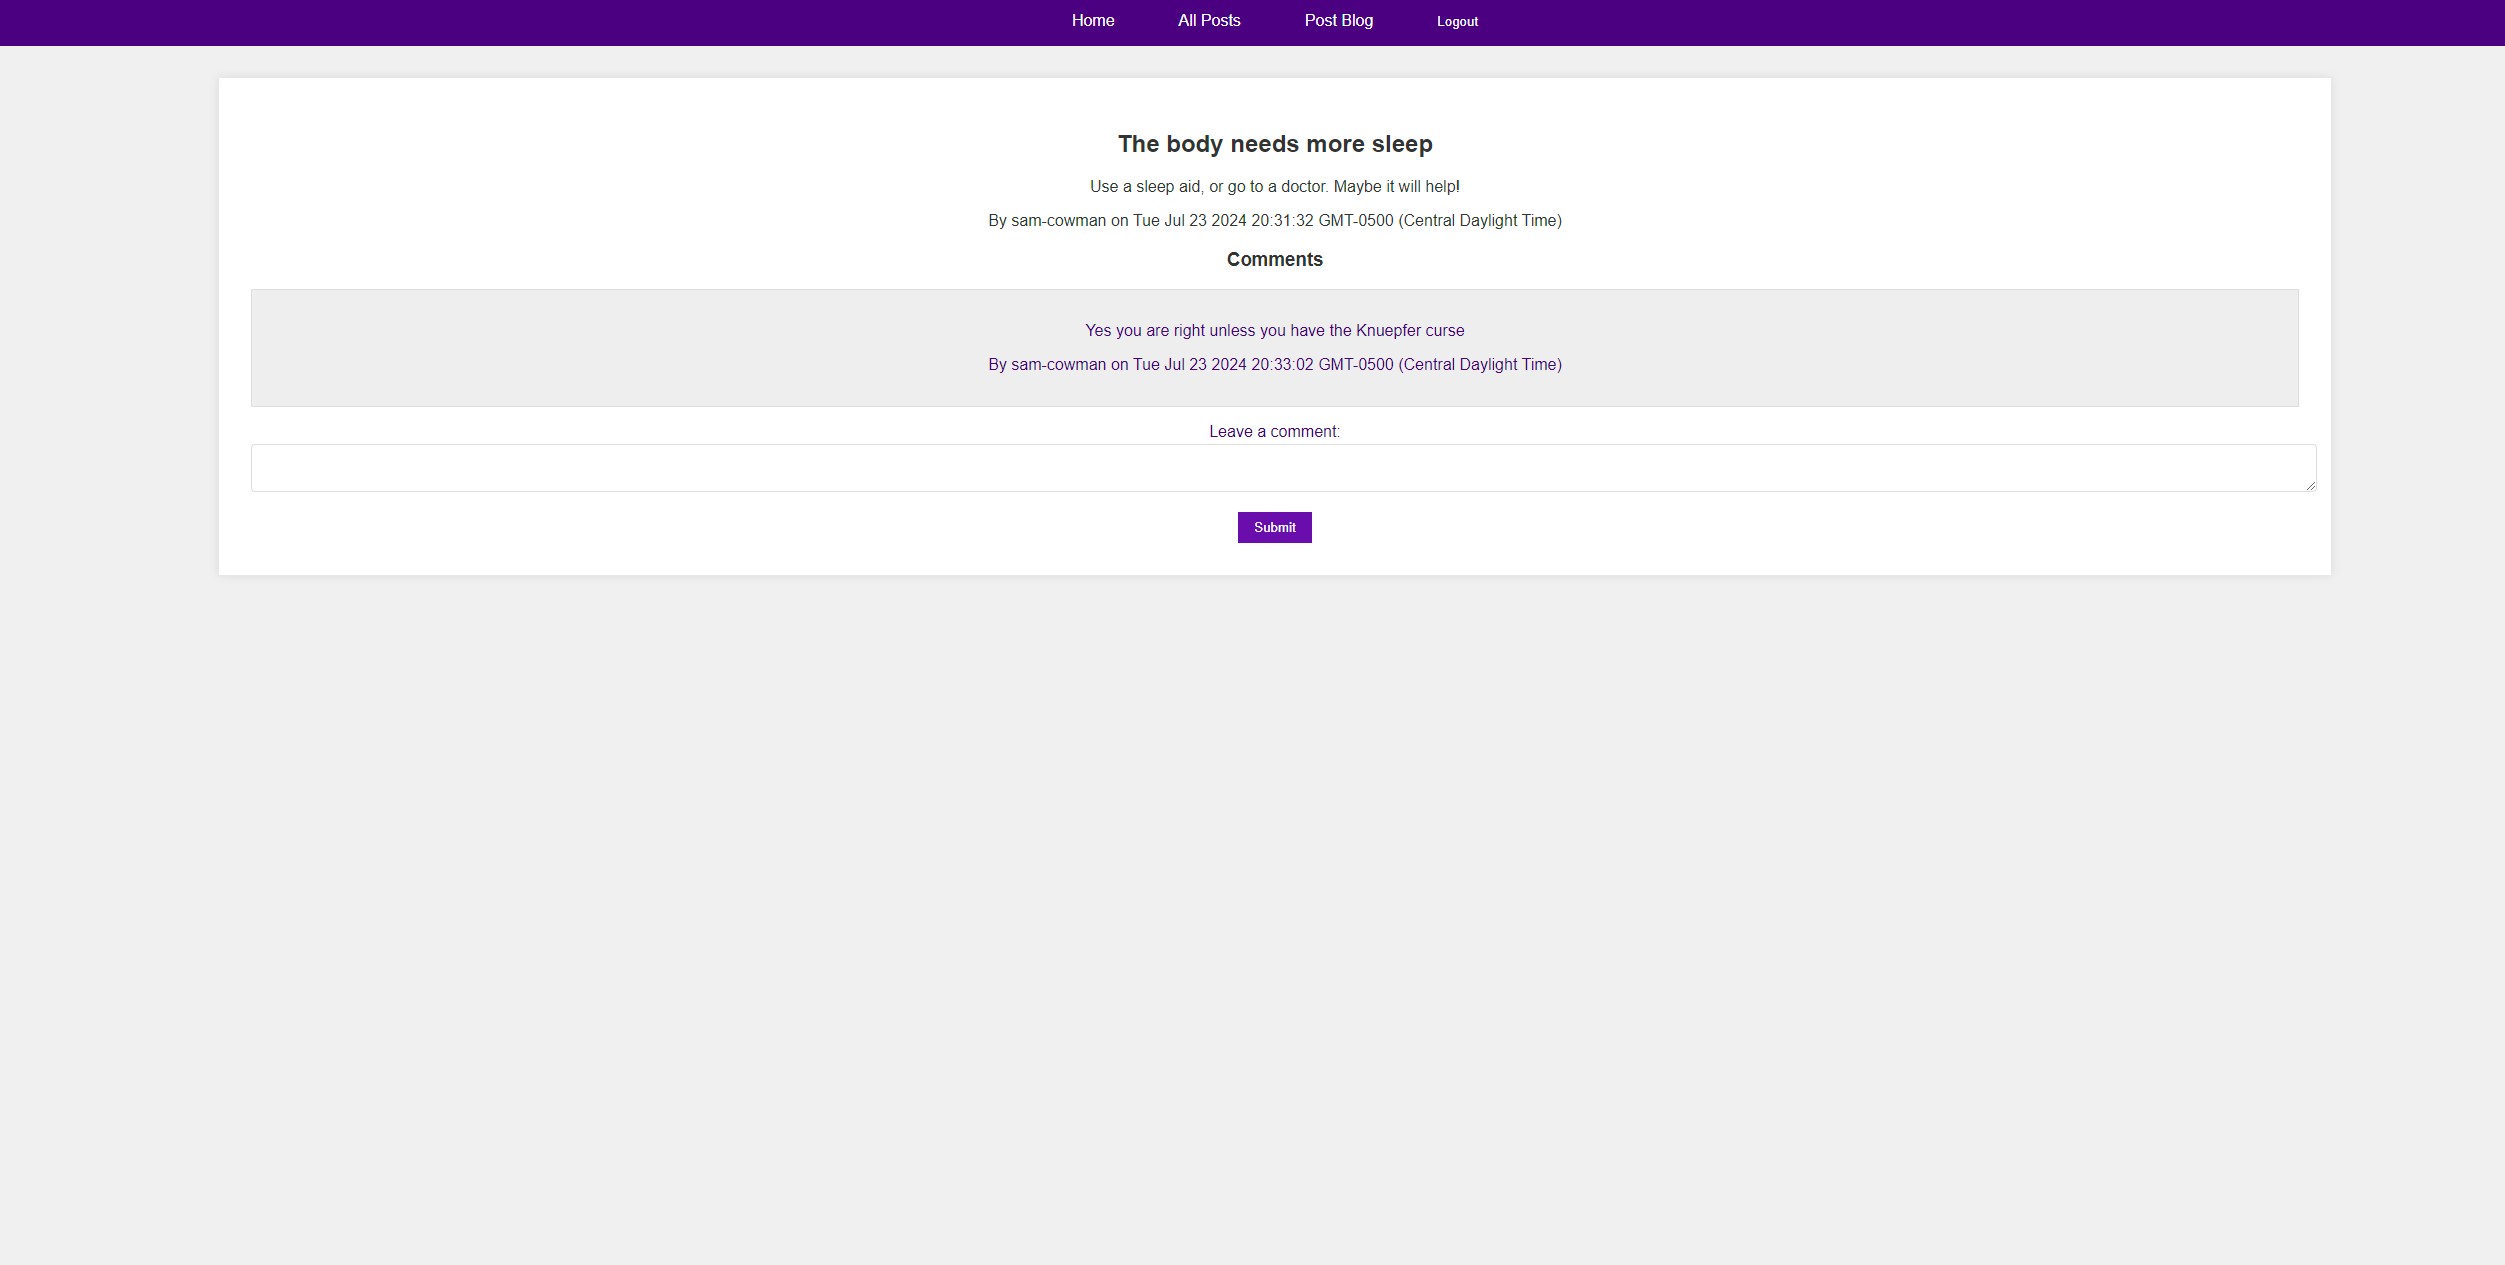 Home All Posts Post Blog Logout
The body needs more sleep
Use a sleep aid, or go to a doctor. Maybe it will help!
By sam-cowman on Tue Jul 23 2024 20:31:32 GMT-0500 (Central Daylight Time)
Comments
Yes you are right unless you have the Knuepfer curse
By sam-cowman on Tue Jul 23 2024 20:33:02 GMT-0500 (Central Daylight Time)
Leave a comment:
Submit